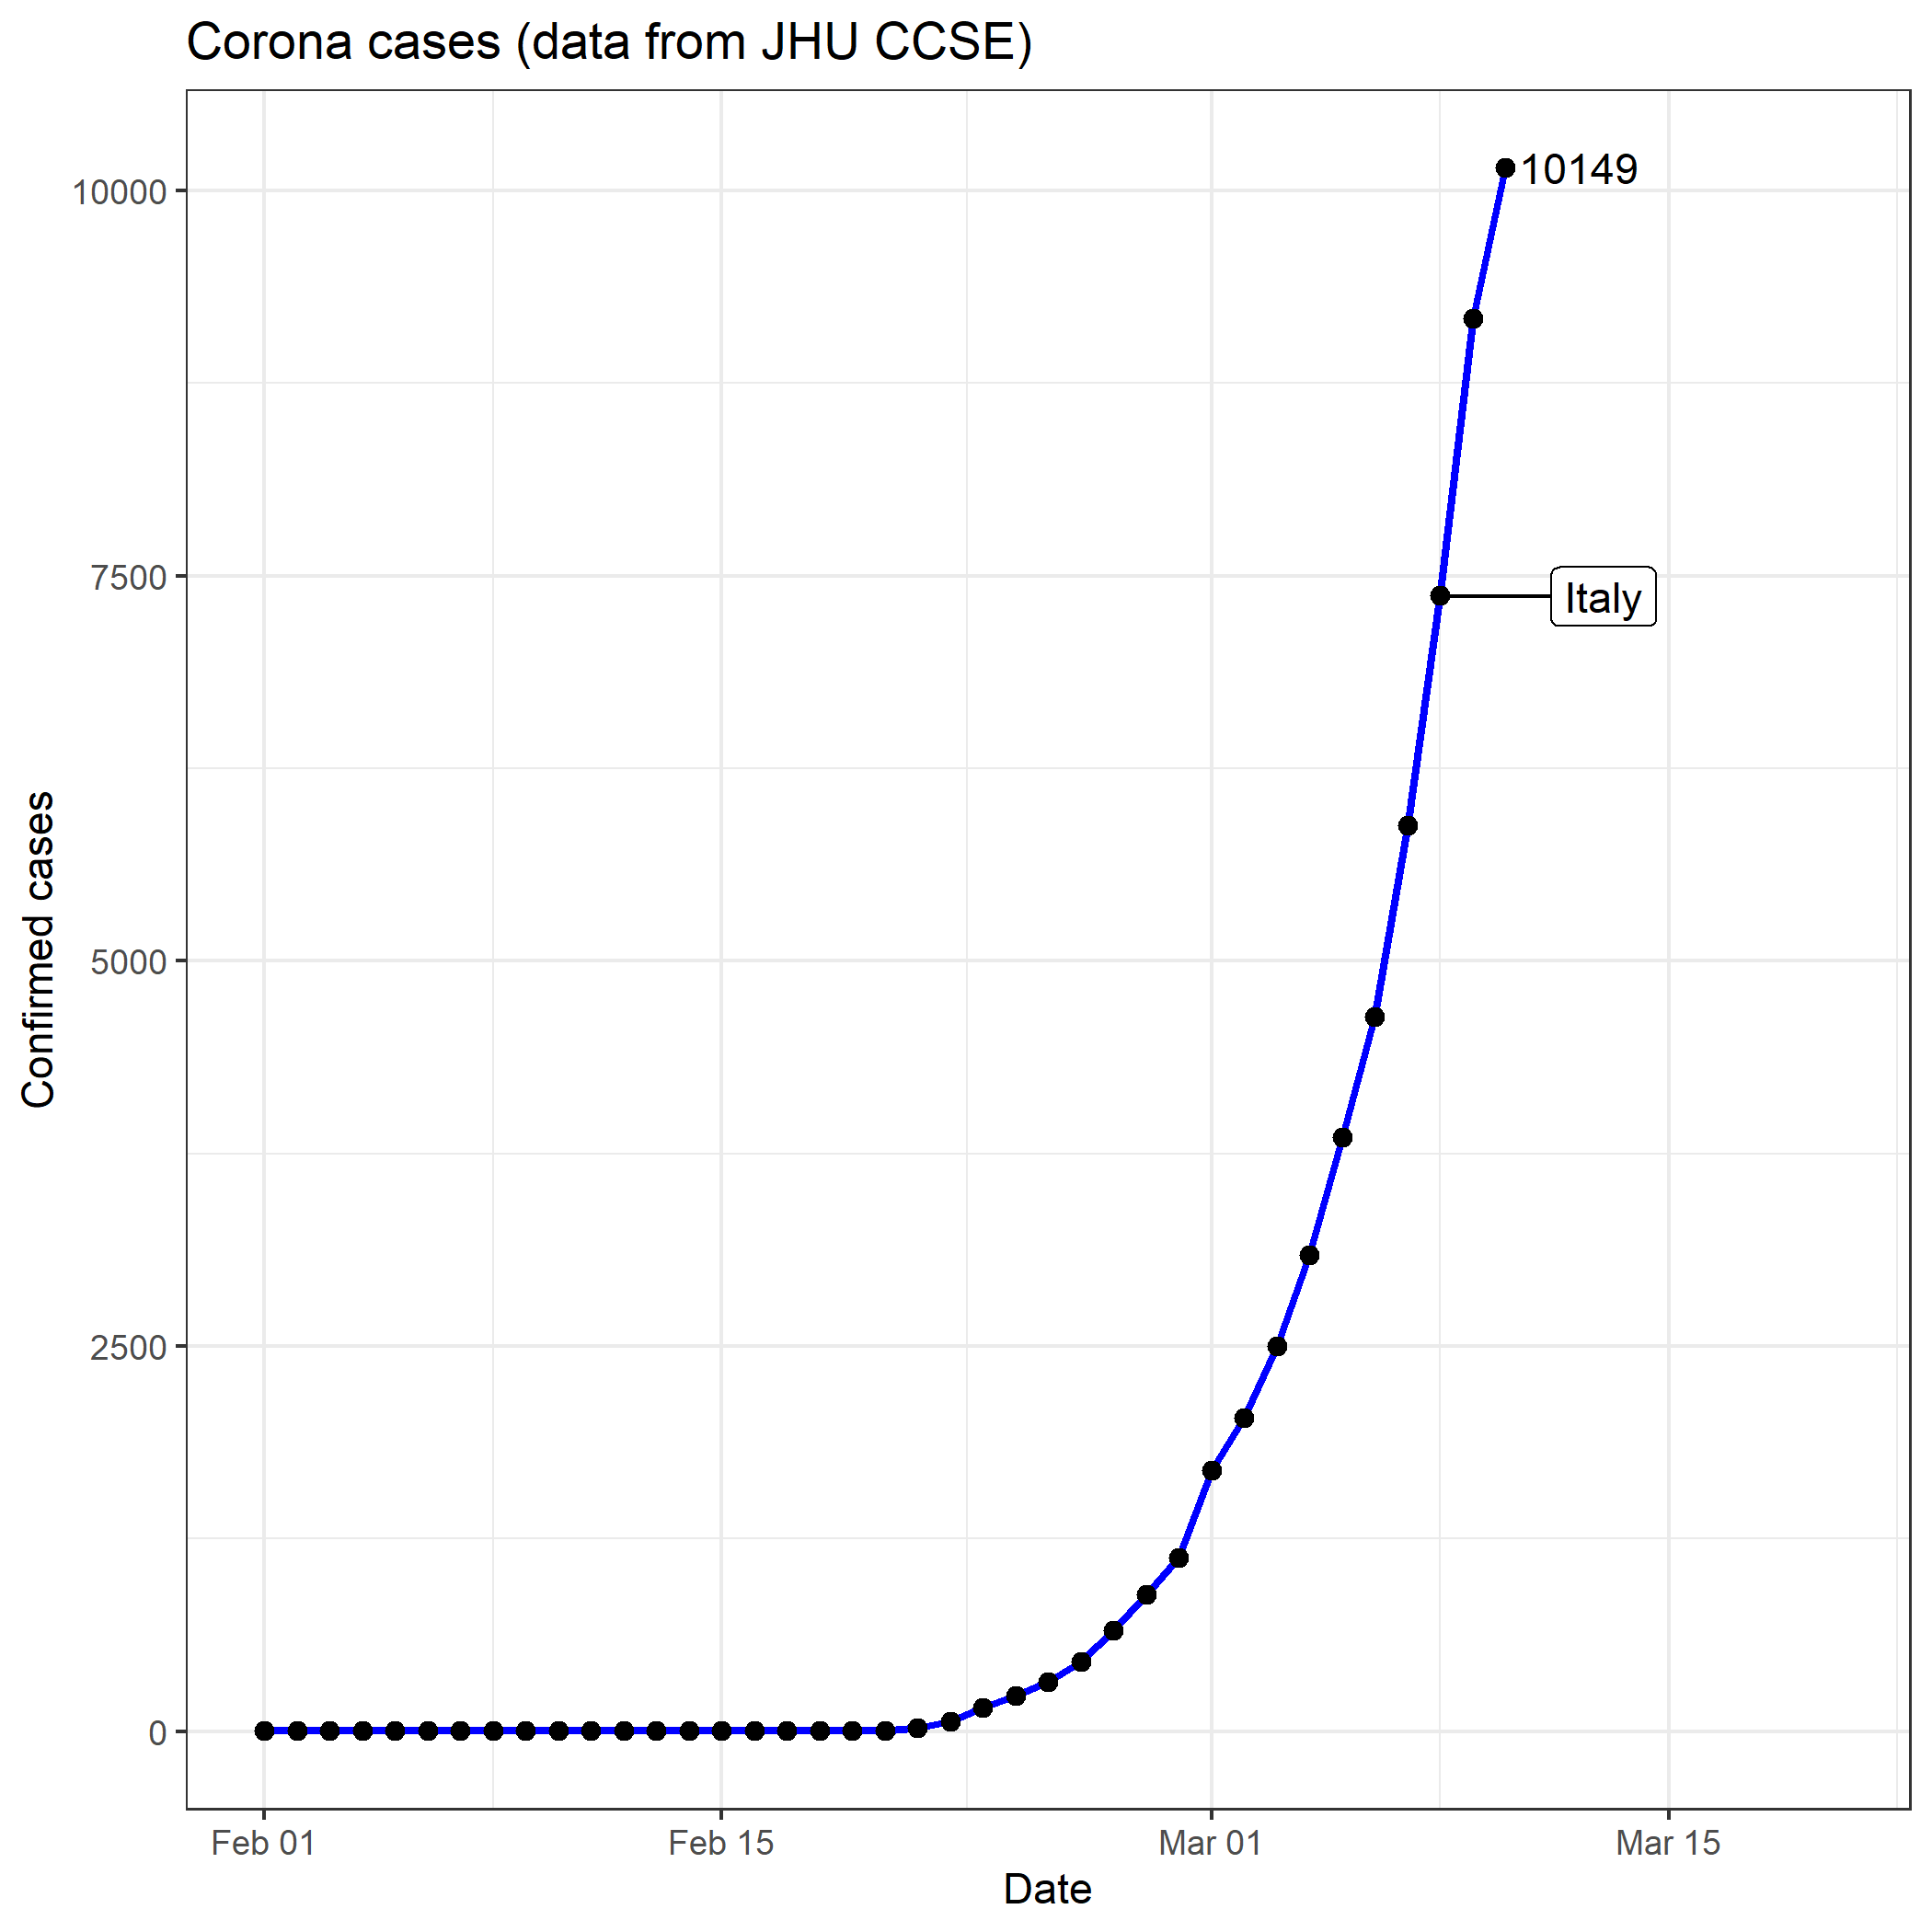 Corona cases (data from JHU CCSE)
10149
10000
7500
Italy
5000
2500
0
Confirmed cases
Feb 01
Feb 15
Mar 01
Mar 15
Date